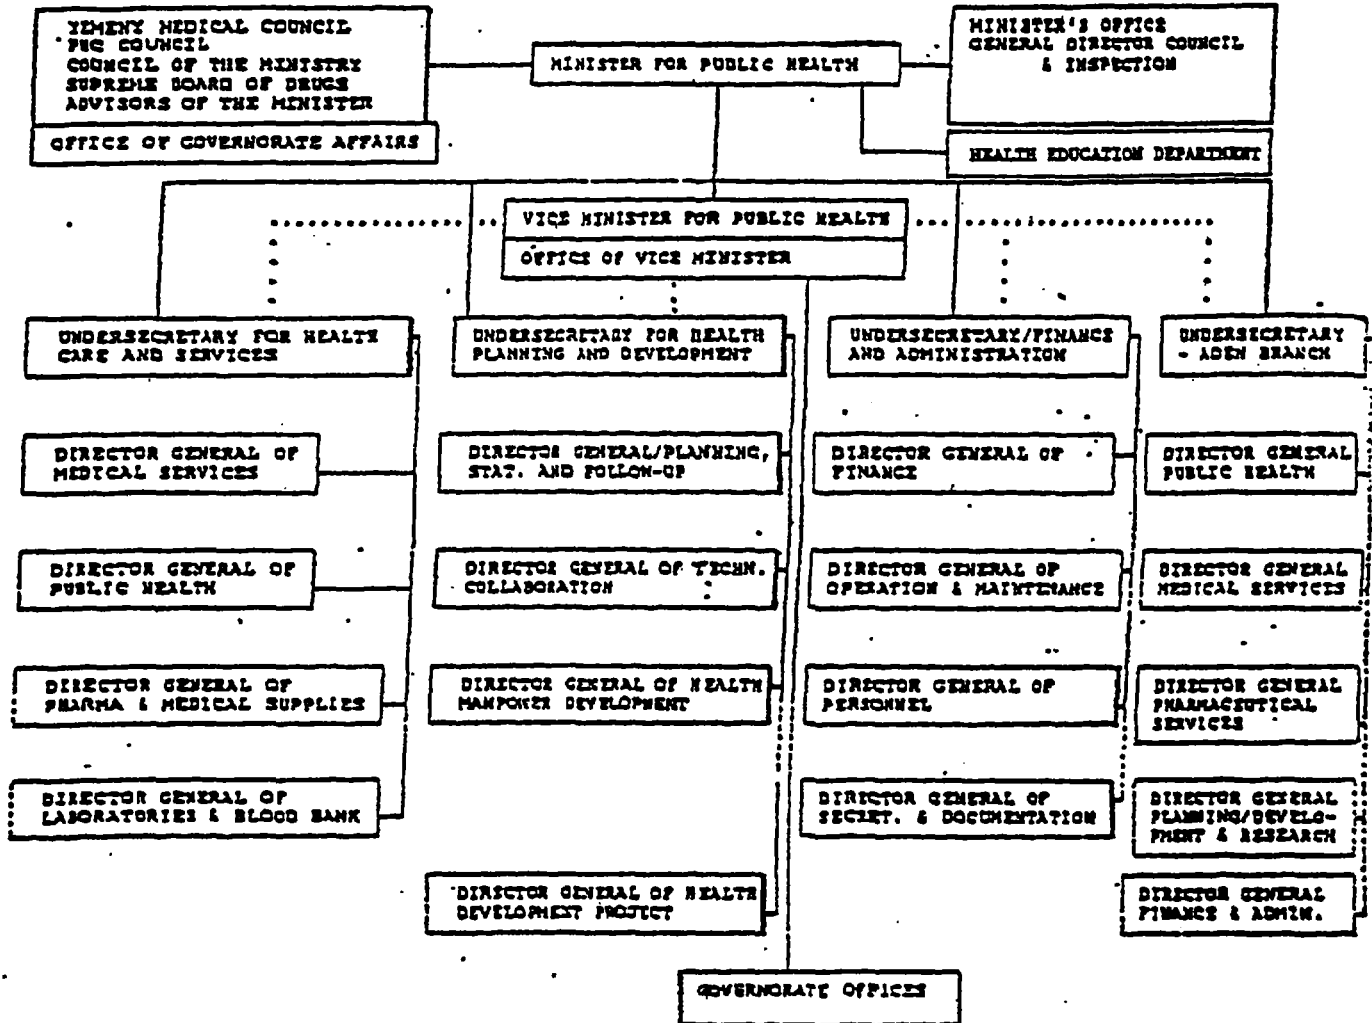 YEMENY MEDICAL COUNCIL
PHC COUNCIL
COUNCIL OF THE MINISTRY
SUPREME BOARD OF DRUGS
ADVISORS OF THE MINISTER
OFFICE OF GOVERNORATE AFFAIRS
MINISTER FOR PUBLIC HEALTH
MINISTER'S OFFICE
GENERAL DIRECTOR COUNCIL
& INSPECTION
HEALTH EDUCATION DEPARTMENT
VICE MINISTER FOR PUBLIC HEALTH
OFFICE OF VICE MINISTER
UNDERSECRETARY FOR HEALTH
CARE AND SERVICES
UNDERSECRETARY FOR HEALTH
PLANNING AND DEVELOPMENT
UNDERSECRETARY/FINANCE
AND ADMINISTRATION
UNDERSECRETARY
- ADEN BRANCH
DIRECTOR GENERAL OF
MEDICAL SERVICES
DIRECTOR GENERAL/PLANNING,
STAT. AND FOLLOW-UP
DIRECTOR GENERAL OF
FINANCE
DIRECTOR GENERAL
PUBLIC HEALTH
DIRECTOR GENERAL OF
PUBLIC HEALTH
DIRECTOR GENERAL OF TECHN.
COLLABORATION
DIRECTOR GENERAL OF
OPERATION & MAINTENANCE
DIRECTOR GENERAL
MEDICAL SERVICES
DIRECTOR GENERAL OF
PHARMA & MEDICAL SUPPLIES
DIRECTOR GENERAL OF HEALTH
MANPOWER DEVELOPMENT
DIRECTOR GENERAL OF
PERSONNEL
DIRECTOR GENERAL
PHARMACEUTICAL
SERVICES
DIRECTOR GENERAL OF
LABORATORIES & BLOOD BANK
DIRECTOR GENERAL OF
SECRET. & DOCUMENTATION
DIRECTOR GENERAL
PLANNING/DEVELO-
PMENT & RESEARCH
DIRECTOR GENERAL OF HEALTH
DEVELOPMENT PROJECT
DIRECTOR GENERAL
FINANCE & ADMIN.
GOVERNORATE OFFICES